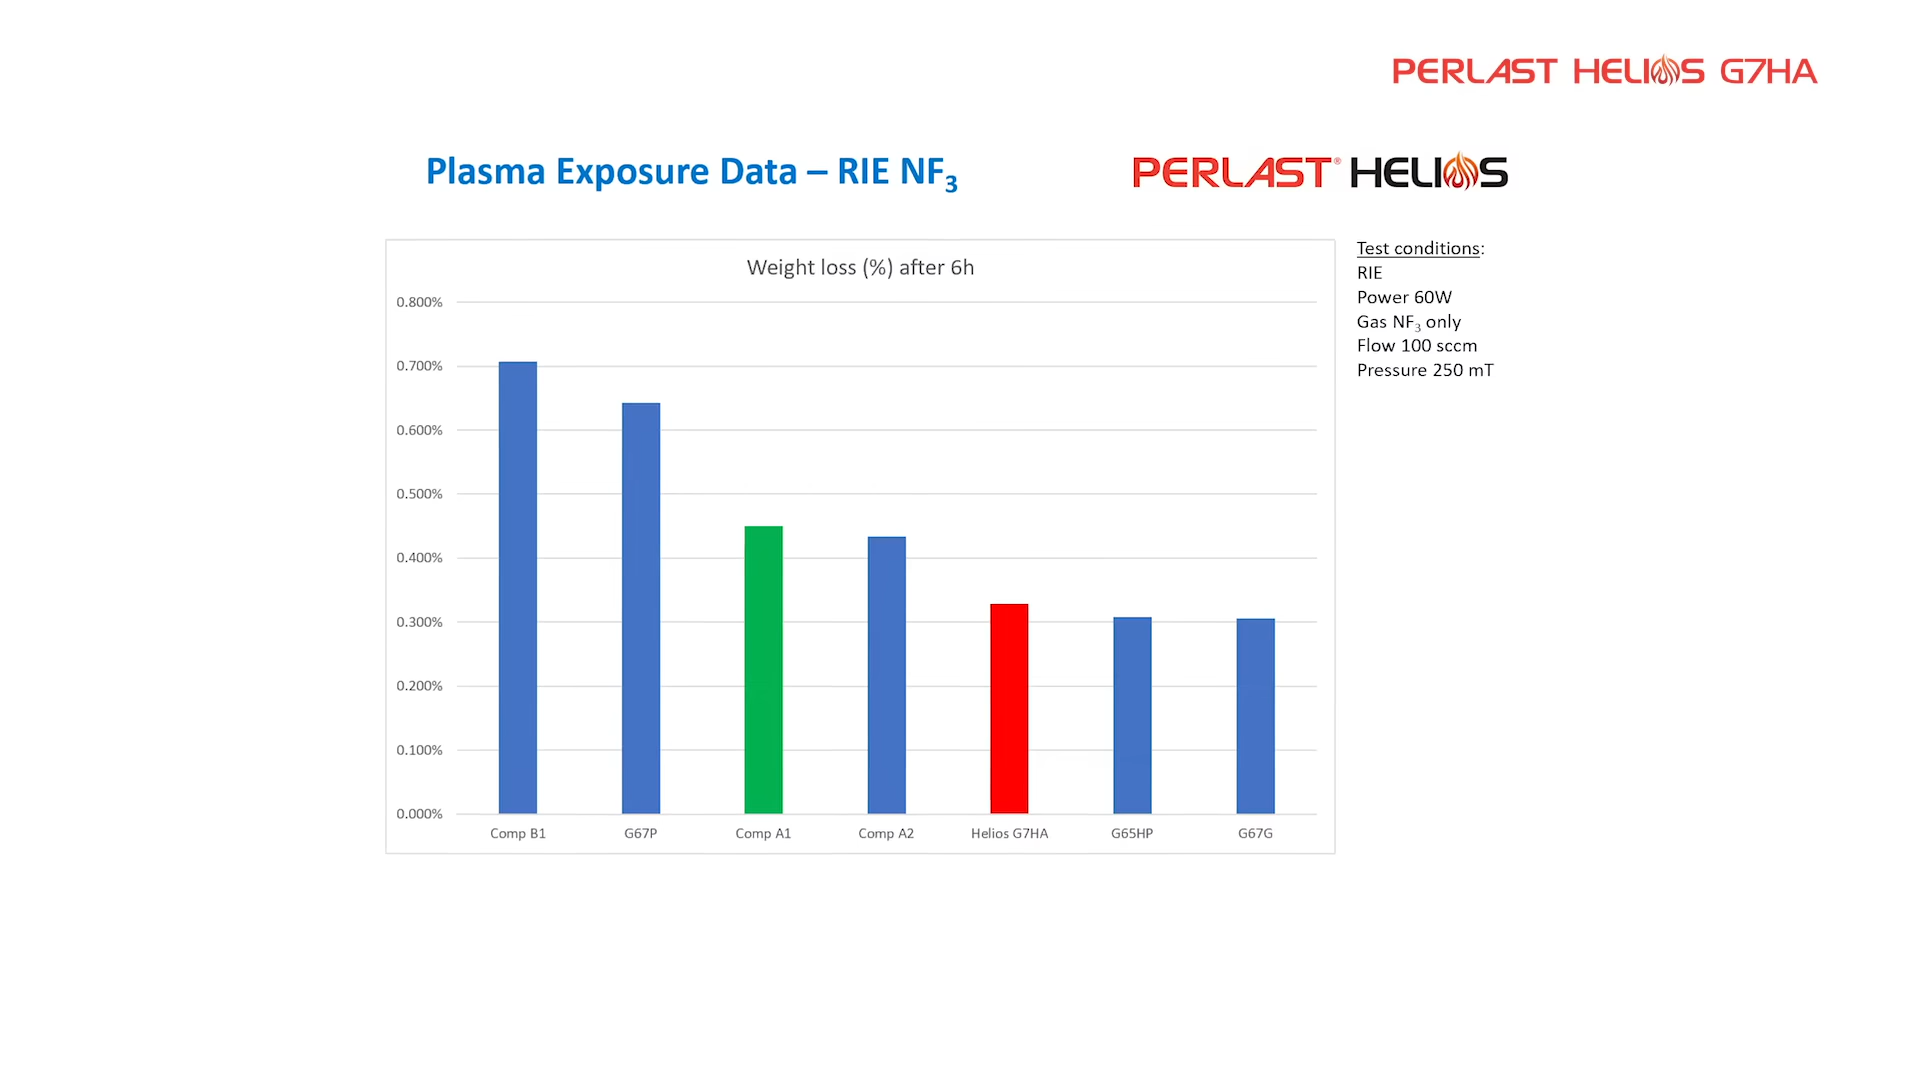 PERLAST HELIOS G7HA
Plasma Exposure Data – RIE NF₃
PERLAST® HELIOS
Weight loss (%) after 6h
0.800%
0.700%
0.600%
0.500%
0.400%
0.300%
0.200%
0.100%
0.000%
Comp B1 G67P Comp A1 Comp A2 Helios G7HA G65HP G67G
Test conditions:
RIE
Power 60W
Gas NF₃ only
Flow 100 sccm
Pressure 250 mT